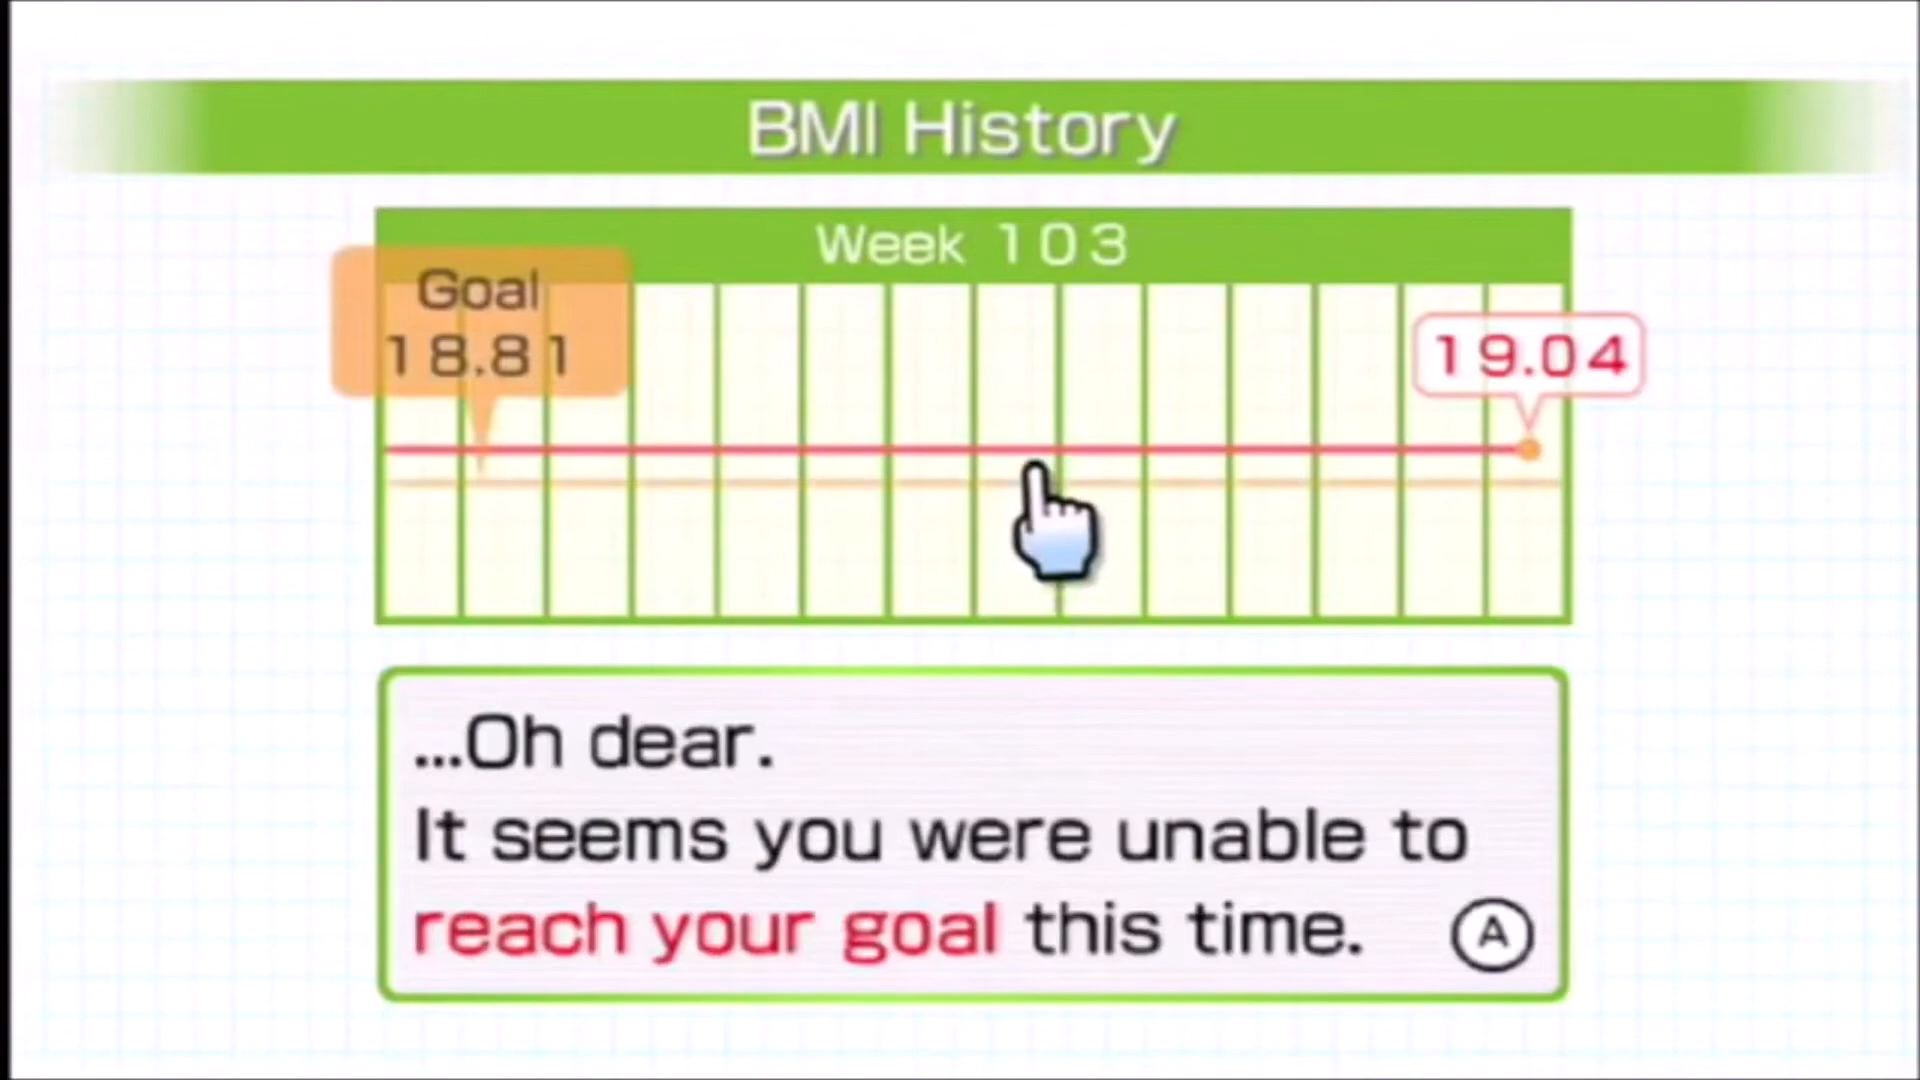 BMI History
Week 103
Goal
18.81
19.04
...Oh dear.
It seems you were unable to
reach your goal this time.
A